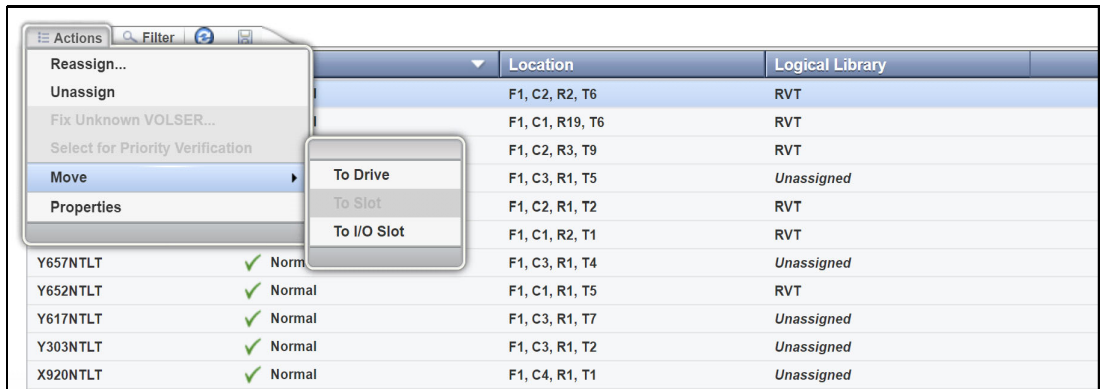 Actions Filter
Reassign...
Location Logical Library
Unassign
F1, C2, R2, T6 RVT
Fix Unknown VOLSER...
F1, C1, R19, T6 RVT
Select for Priority Verification
F1, C2, R3, T9 RVT
Move
To Drive
F1, C3, R1, T5 Unassigned
Properties
To Slot
F1, C2, R1, T2 RVT
To I/O Slot
F1, C1, R2, T1 RVT
Y657NTLT F1, C3, R1, T4 Unassigned
Y652NTLT Normal F1, C1, R1, T5 RVT
Y617NTLT Normal F1, C3, R1, T7 Unassigned
Y303NTLT Normal F1, C3, R1, T2 Unassigned
X920NTLT Normal F1, C4, R1, T1 Unassigned